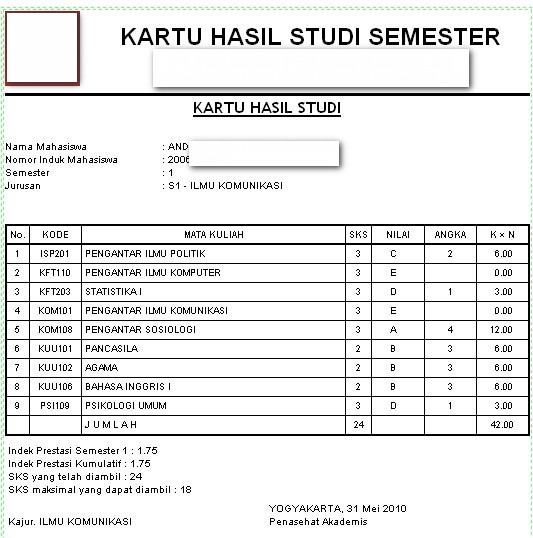 KARTU HASIL STUDI SEMESTER
KARTU HASIL STUDI
Nama Mahasiswa : AND
Nomor Induk Mahasiswa : 2006
Semester : 1
Jurusan : S1 - ILMU KOMUNIKASI
No. KODE MATA KULIAH SKS NILAI ANGKA K × N
1 ISP201 PENGANTAR ILMU POLITIK 3 C 2 6.00
2 KFT110 PENGANTAR ILMU KOMPUTER 3 E 0.00
3 KFT203 STATISTIKA I 3 D 1 3.00
4 KOM101 PENGANTAR ILMU KOMUNIKASI 3 E 0.00
5 KOM108 PENGANTAR SOSIOLOGI 3 A 4 12.00
6 KUU101 PANCASILA 2 B 3 6.00
7 KUU102 AGAMA 2 B 3 6.00
8 KUU106 BAHASA INGGRIS I 2 B 3 6.00
9 PSI109 PSIKOLOGI UMUM 3 D 1 3.00
J U M L A H 24 42.00
Indek Prestasi Semester 1 : 1.75
Indek Prestasi Kumulatif : 1.75
SKS yang telah diambil : 24
SKS maksimal yang dapat diambil : 18
YOGYAKARTA, 31 Mei 2010
Kajur. ILMU KOMUNIKASI Penasehat Akademis